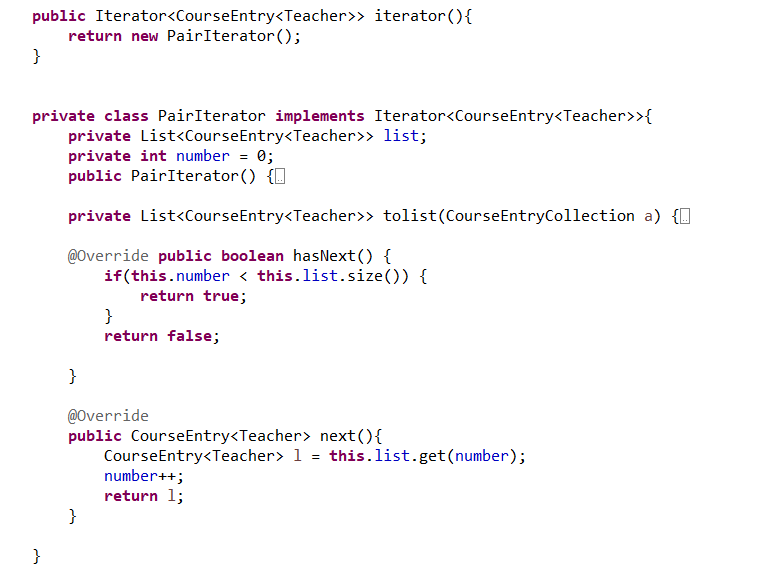 public Iterator<CourseEntry<Teacher>> iterator(){
    return new PairIterator();
}
private class PairIterator implements Iterator<CourseEntry<Teacher>>{
    private List<CourseEntry<Teacher>> list;
    private int number = 0;
    public PairIterator() {
    private List<CourseEntry<Teacher>> tolist(CourseEntryCollection a) {
    @Override public boolean hasNext() {
        if(this.number < this.list.size()) {
            return true;
        }
        return false;
    }
    @Override
    public CourseEntry<Teacher> next(){
        CourseEntry<Teacher> l = this.list.get(number);
        number++;
        return l;
    }
}